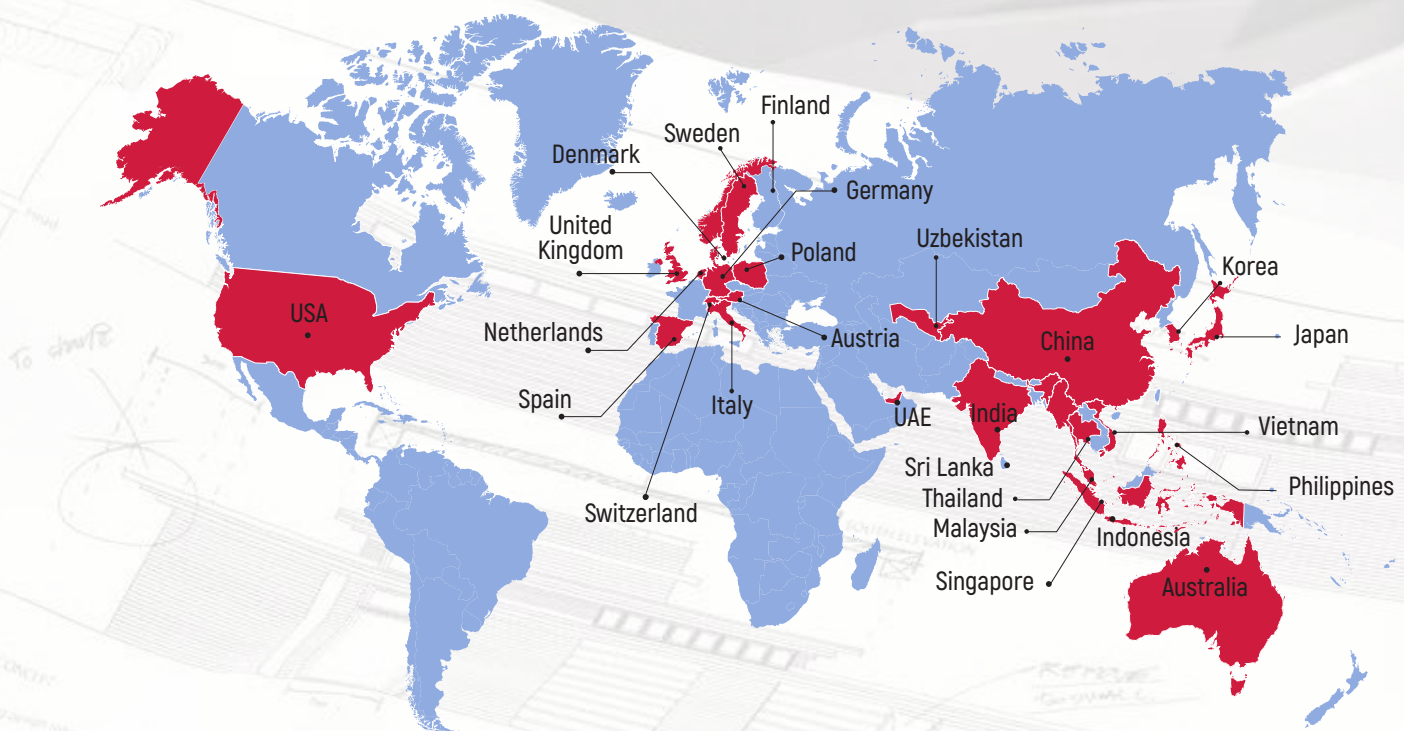 Finland
Sweden
Denmark
Germany
United
Kingdom
Uzbekistan
Poland
Korea
USA
Netherlands
Austria
China
Japan
Spain
Italy
UAE
India
Vietnam
Sri Lanka
Thailand
Philippines
Switzerland
Malaysia
Indonesia
Singapore
Australia